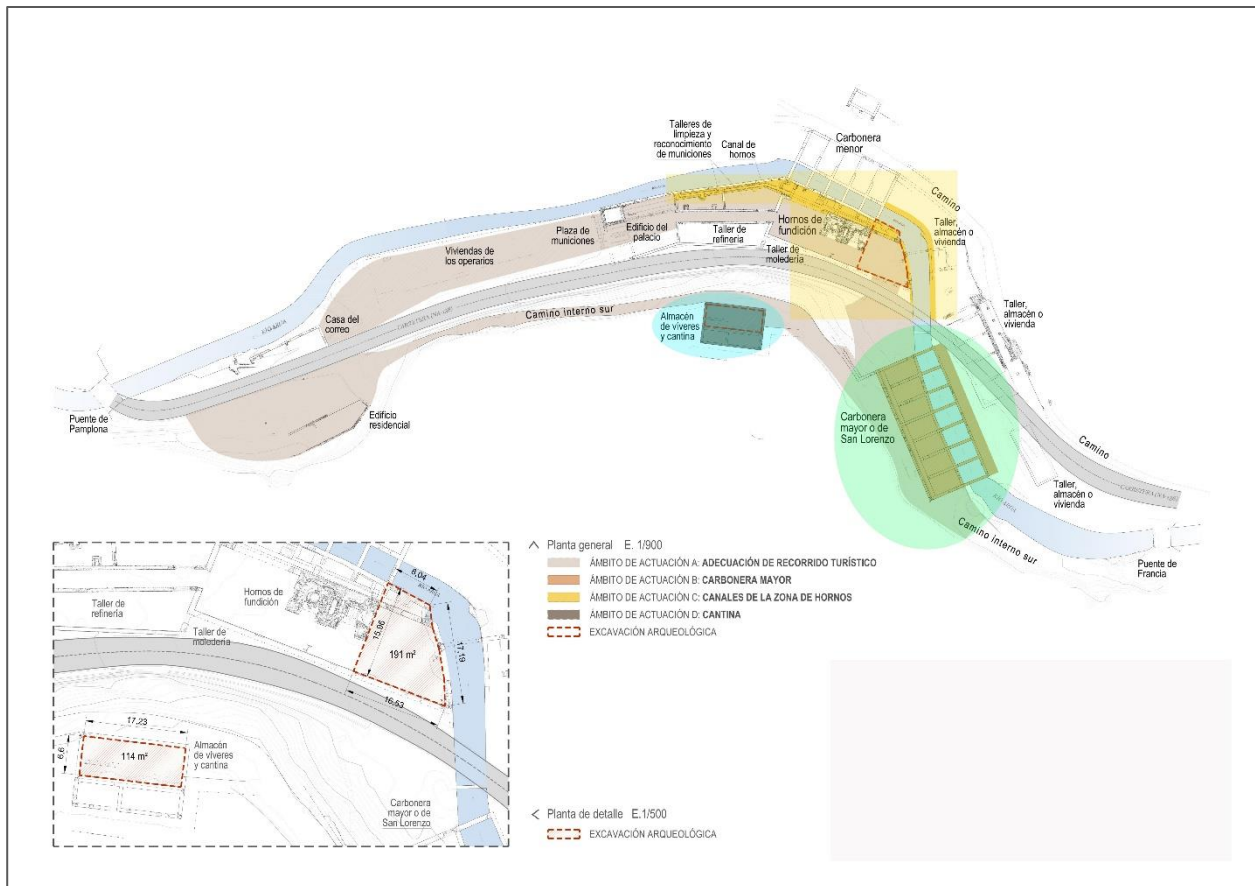 Talleres de
limpieza y
reconocimiento
de municiones
Canal de
hornos
Carbonera
menor
Camino
Plaza de
municiones
Edificio del
palacio
Taller de
refinería
Hornos de
fundición
Taller de
moledería
Taller,
almacén o
vivienda
Viviendas de
los operarios
Casa del
correo
Camino interno sur
Almacén
de víveres
y cantina
Taller,
almacén o
vivienda
Puente de
Pamplona
Edificio
residencial
Carbonera
mayor o de
San Lorenzo
Camino
Taller,
almacén o
vivienda
Camino interno sur
Puente de
Francia
Planta general E. 1/900
ÁMBITO DE ACTUACIÓN A: ADECUACIÓN DE RECORRIDO TURÍSTICO
ÁMBITO DE ACTUACIÓN B: CARBONERA MAYOR
ÁMBITO DE ACTUACIÓN C: CANALES DE LA ZONA DE HORNOS
ÁMBITO DE ACTUACIÓN D: CANTINA
EXCAVACIÓN ARQUEOLÓGICA
Hornos de
fundición
8,04
Taller de
refinería
Taller de
moledería
15,96
191 m²
17,19
16,53
17,23
6,6
114 m²
Almacén
de víveres
y cantina
Carbonera
mayor o de
San Lorenzo
Planta de detalle E.1/500
EXCAVACIÓN ARQUEOLÓGICA